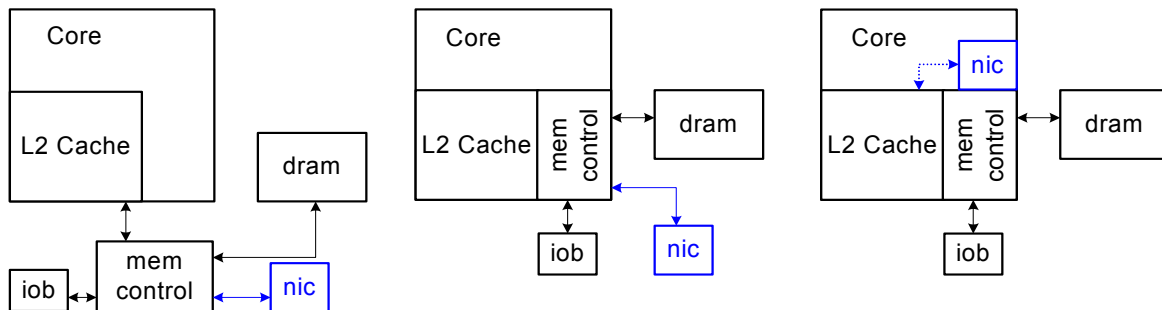 Core
L2 Cache
dram
mem
control
iob
nic
Core
L2 Cache
mem
control
dram
iob
nic
Core
nic
L2 Cache
mem
control
dram
iob